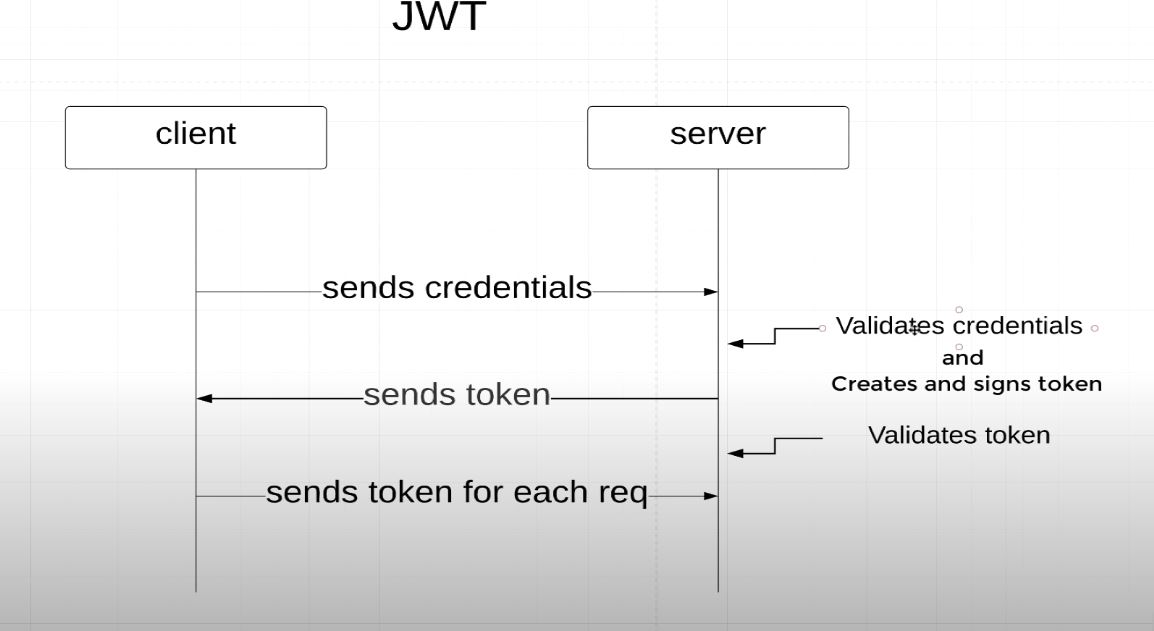 JWT
client
server
sends credentials
Validates credentials
and
Creates and signs token
sends token
Validates token
sends token for each req